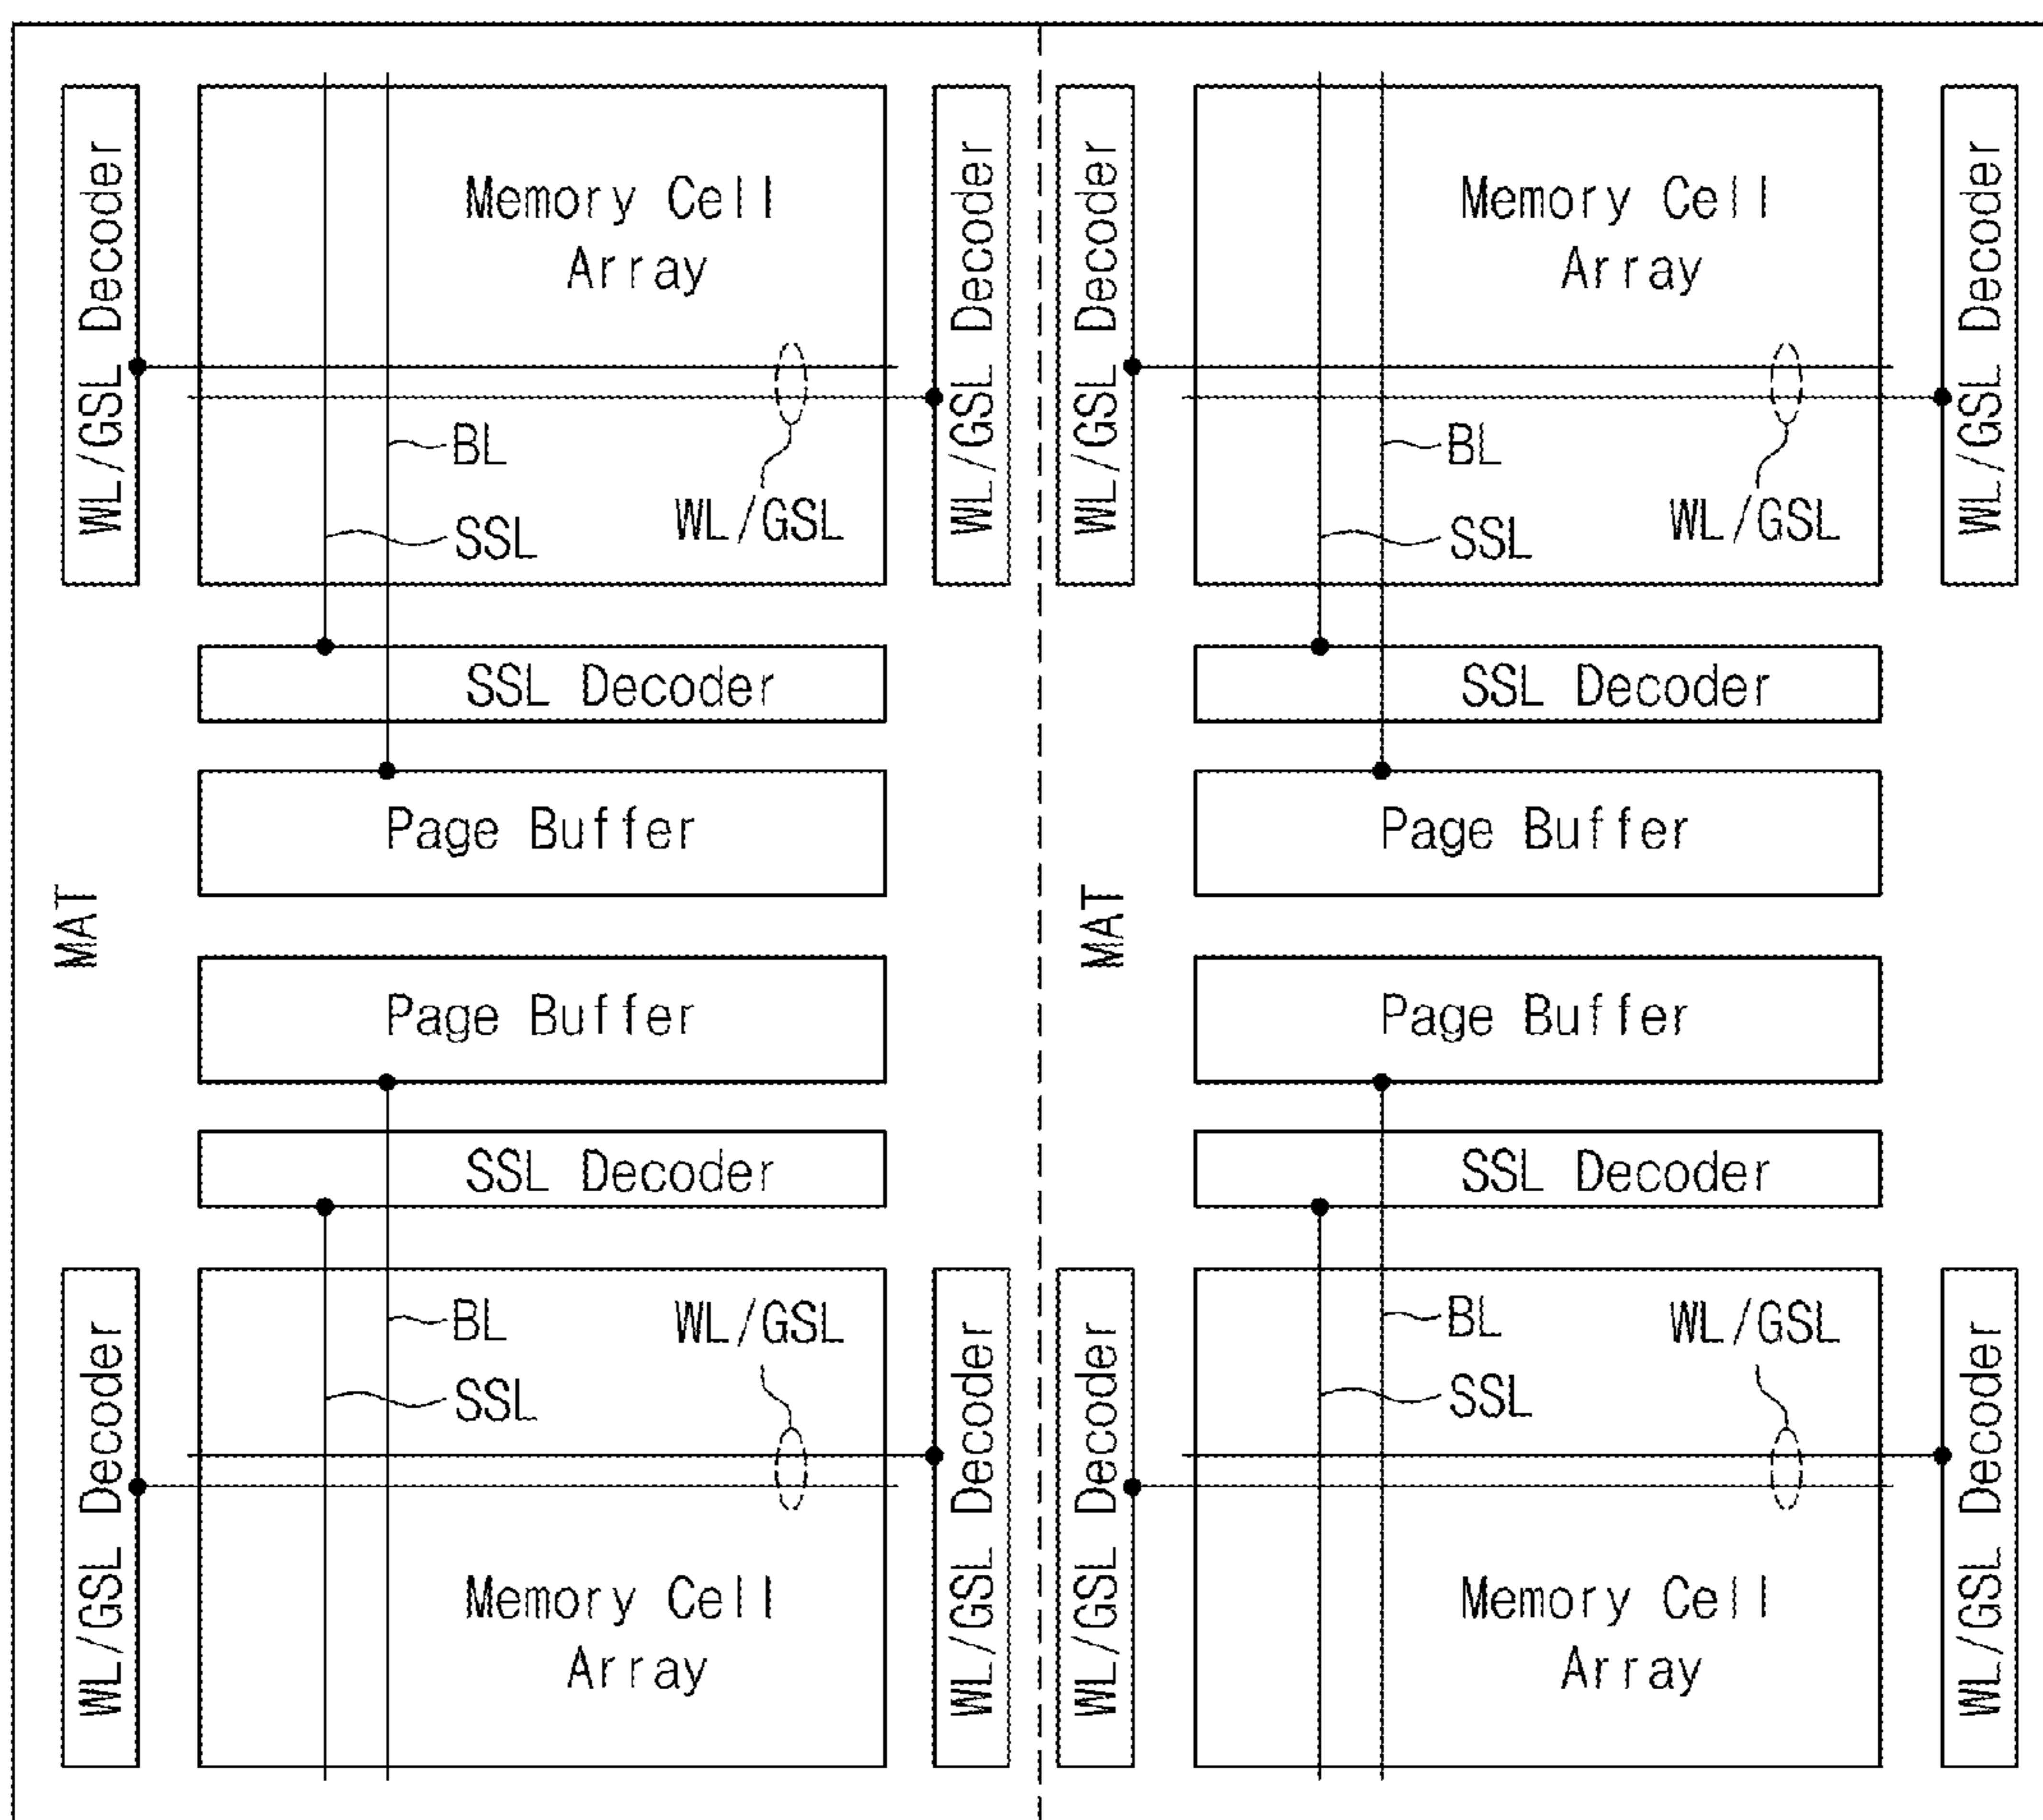 WL/GSL Decoder
Memory Cell
Array
BL
SSL
WL/GSL
WL/GSL Decoder
SSL Decoder
Page Buffer
MAT
Page Buffer
SSL Decoder
WL/GSL Decoder
BL
SSL
WL/GSL
Memory Cell
Array
WL/GSL Decoder
WL/GSL Decoder
Memory Cell
Array
BL
SSL
WL/GSL
WL/GSL Decoder
SSL Decoder
Page Buffer
MAT
Page Buffer
SSL Decoder
WL/GSL Decoder
BL
SSL
WL/GSL
Memory Cell
Array
WL/GSL Decoder